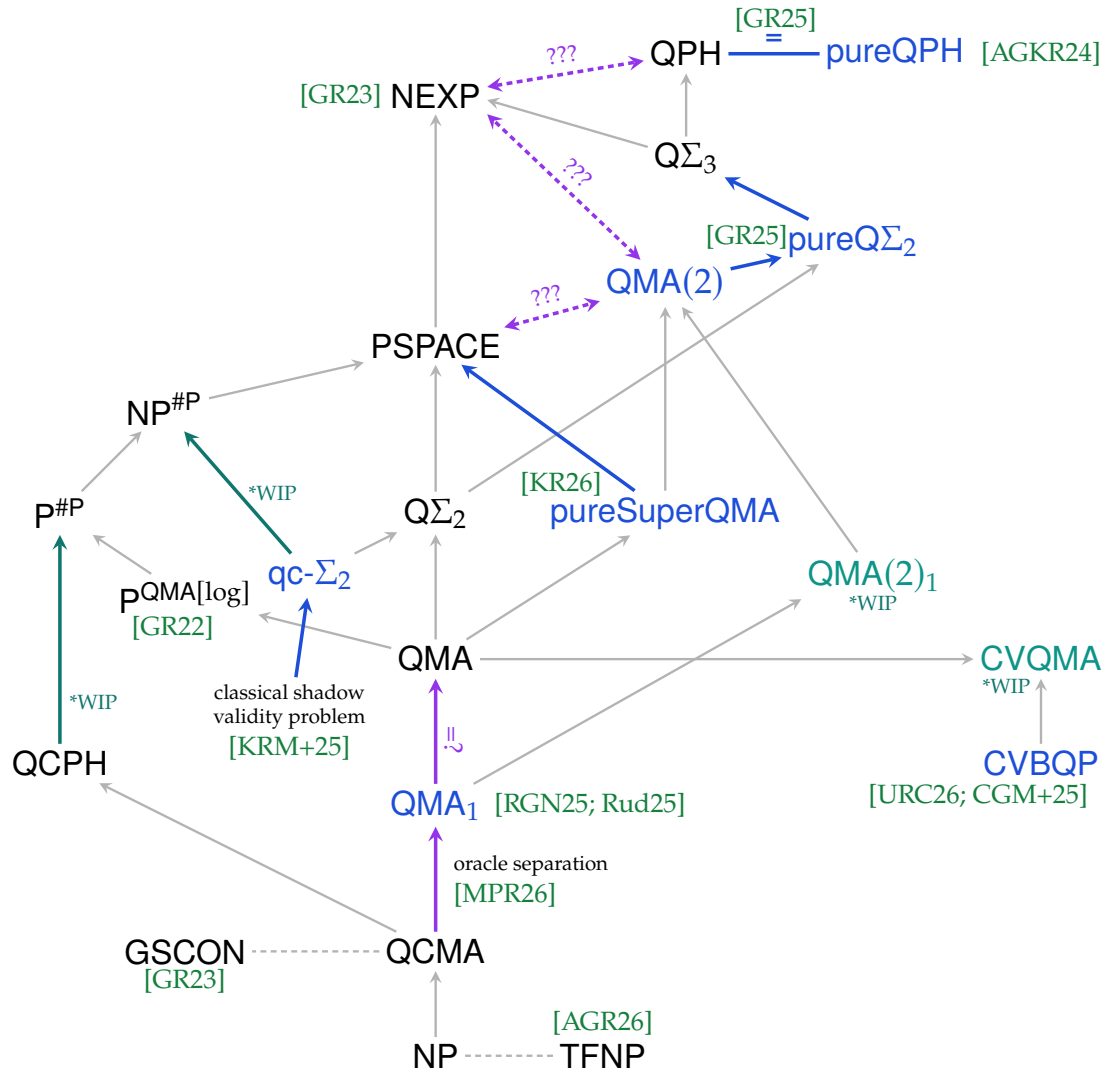 [GR25]
=
QPH
pureQPH
[AGKR24]
???
[GR23]
NEXP
QΣ₃
???
[GR25]
pureQΣ₂
QMA(2)
???
PSPACE
NP^#P
[KR26]
pureSuperQMA
*WIP
P^#P
QΣ₂
qc-Σ₂
QMA(2)₁
*WIP
P^QMA[log]
[GR22]
QMA
CVQMA
*WIP
classical shadow
validity problem
[KRM+25]
*WIP
=?
QCPH
CVBQP
[URC26; CGM+25]
QMA₁
[RGN25; Rud25]
oracle separation
[MPR26]
GSCON
[GR23]
QCMA
[AGR26]
NP
TFNP